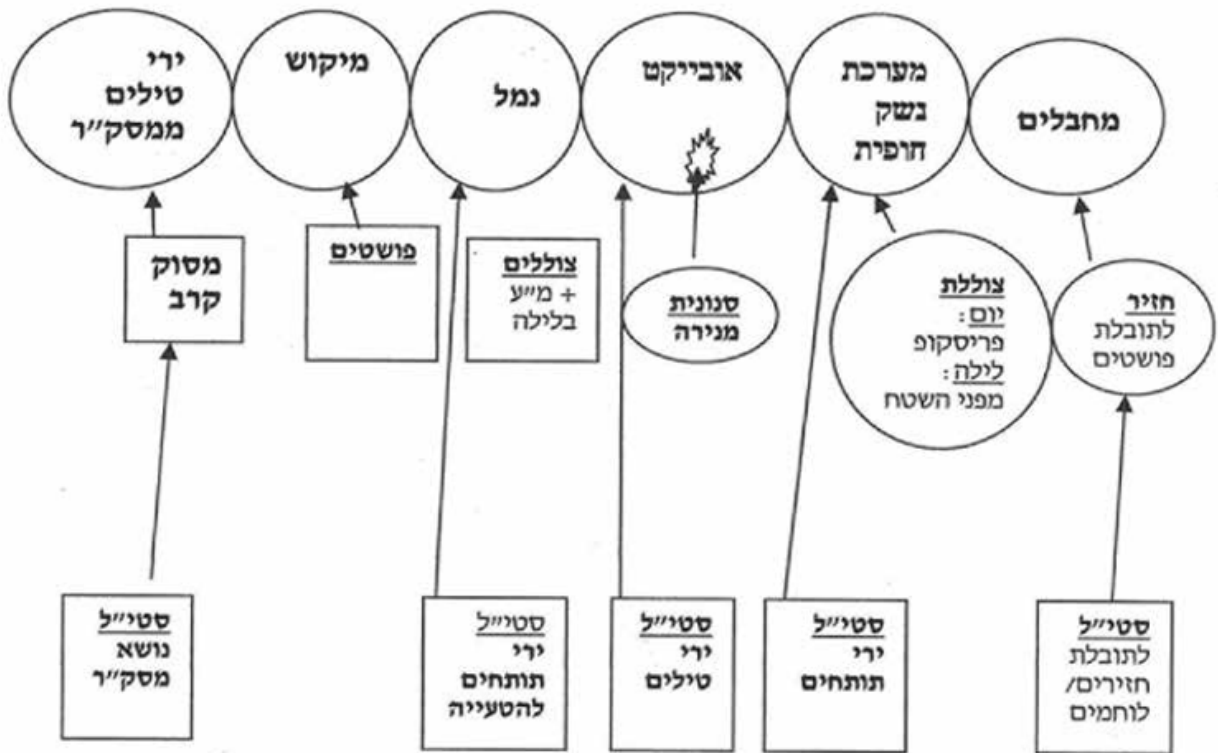 מחבלים
מערכת
נשק
חופית
אובייקט
נמל
מיקוש
ירי
טילים
ממסק״ר
חזיר
לתובלת
פושטים
צוללת
יום:
פריסקופ
לילה:
מפני השטח
סנונית
מנירה
צוללים
+ מ״ע
בלילה
פושטים
מסוק
קרב
סטי״ל
לתובלת
חזירים/
לוחמים
סטי״ל
ירי
תותחים
סטי״ל
ירי
טילים
סטי״ל
ירי
תותחים
להטעייה
סטי״ל
נושא
מסק״ר